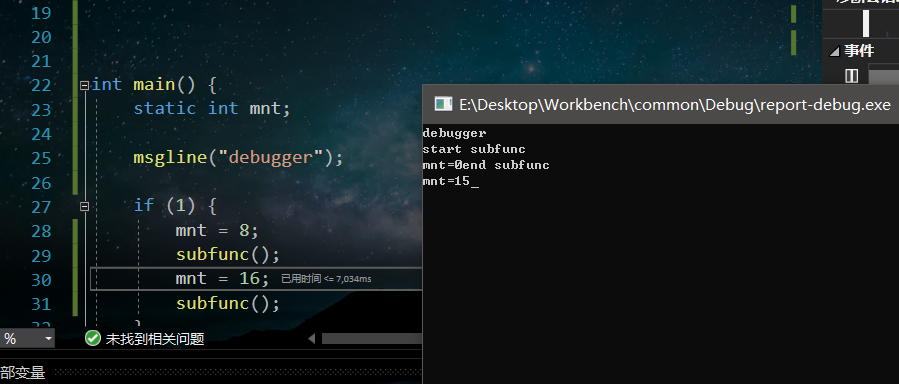 19
20
21
22 int main() {
23 static int mnt;
24
25 msgline("debugger");
26
27 if (1) {
28 mnt = 8;
29 subfunc();
30 mnt = 16; 已用时间 <= 7,034ms
31 subfunc();
% 未找到相关问题
部变量
事件
E:\Desktop\Workbench\common\Debug\report-debug.exe
debugger
start subfunc
mnt=0end subfunc
mnt=15_